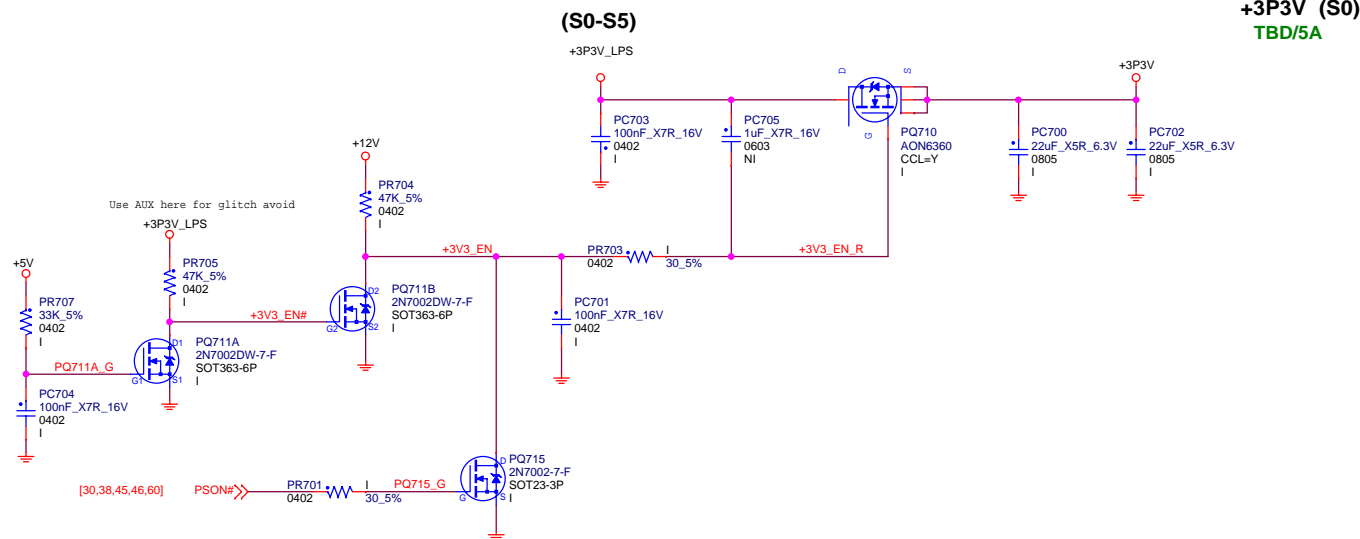 (S0-S5)
+3P3V (S0)
TBD/5A
+3P3V_LPS
D
S
G
+3P3V
PC703
100nF_X7R_16V
0402
I
PC705
1uF_X7R_16V
0603
NI
PQ710
AON6360
CCL=Y
I
PC700
22uF_X5R_6.3V
0805
I
PC702
22uF_X5R_6.3V
0805
I
+12V
PR704
47K_5%
0402
I
Use AUX here for glitch avoid
+3P3V_LPS
PR705
47K_5%
0402
I
+5V
PR707
33K_5%
0402
I
+3V3_EN
PR703
0402
I
30_5%
+3V3_EN_R
PC701
100nF_X7R_16V
0402
I
+3V3_EN#
G2
D2
S2
PQ711B
2N7002DW-7-F
SOT363-6P
I
PQ711A_G
G1
D1
S1
PQ711A
2N7002DW-7-F
SOT363-6P
I
PC704
100nF_X7R_16V
0402
I
[30,38,45,46,60]
PSON#
PR701
0402
I
30_5%
PQ715_G
G
D
S
PQ715
2N7002-7-F
SOT23-3P
I